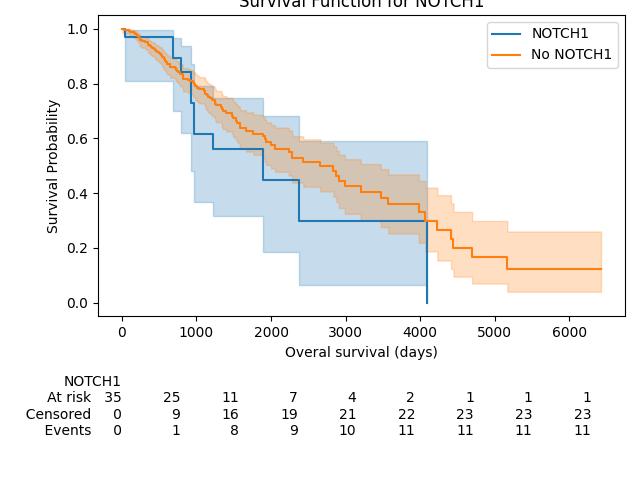 Survival Function for NOTCH1
NOTCH1
No NOTCH1
1.0
0.8
0.6
0.4
0.2
0.0
Survival Probability
0 1000 2000 3000 4000 5000 6000
Overal survival (days)
NOTCH1
At risk 35 25 11 7 4 2 1 1 1
Censored 0 9 16 19 21 22 23 23 23
Events 0 1 8 9 10 11 11 11 11